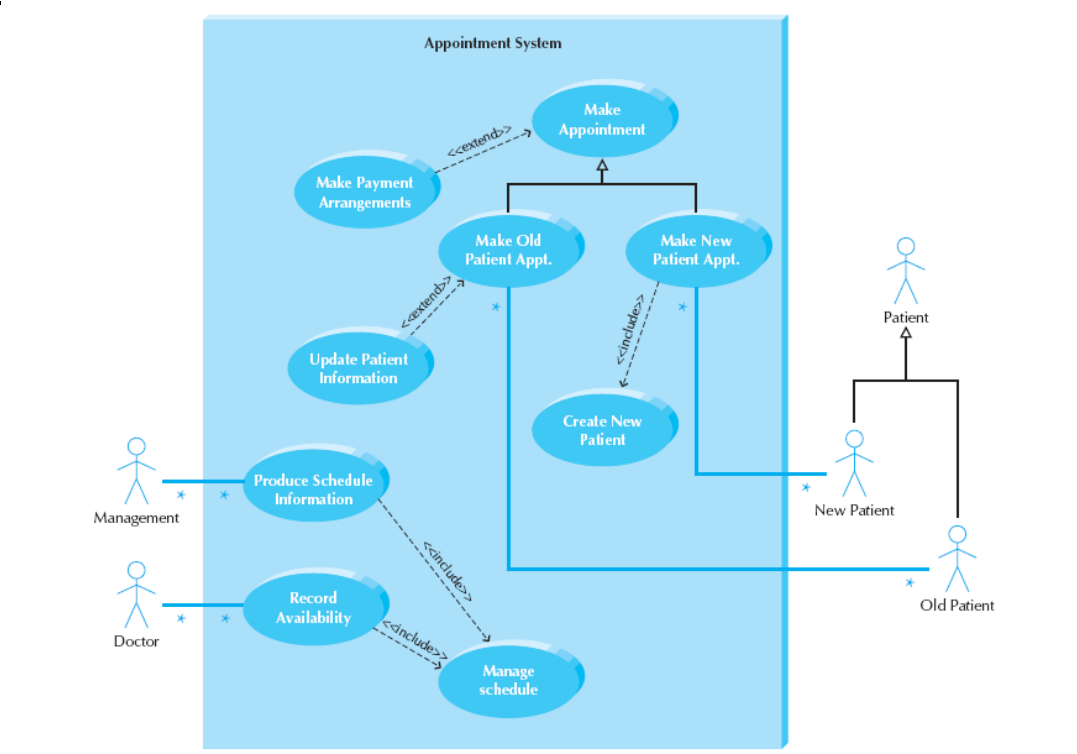 Appointment System
Make
Appointment
<<extend>>
Make Payment
Arrangements
Make Old
Patient Appt.
Make New
Patient Appt.
*
*
<<extend>>
<<include>>
Patient
Update Patient
Information
Create New
Patient
Produce Schedule
Information
*
*
Management
*
New Patient
<<include>>
Record
Availability
*
*
Doctor
<<include>>
*
Old Patient
Manage
schedule